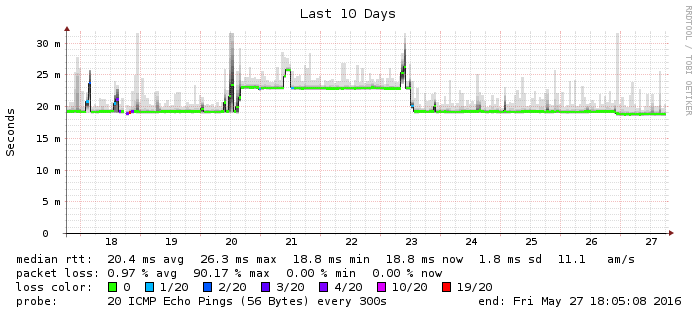 Last 10 Days
RRDTOOL / TOBI OETIKER
Seconds
30 m
25 m
20 m
15 m
10 m
5 m
0
18 19 20 21 22 23 24 25 26 27
median rtt: 20.4 ms avg 26.3 ms max 18.8 ms min 18.8 ms now 1.8 ms sd 11.1 am/s
packet loss: 0.97 % avg 90.17 % max 0.00 % min 0.00 % now
loss color: 0 1/20 2/20 3/20 4/20 10/20 19/20
probe: 20 ICMP Echo Pings (56 Bytes) every 300s end: Fri May 27 18:05:08 2016